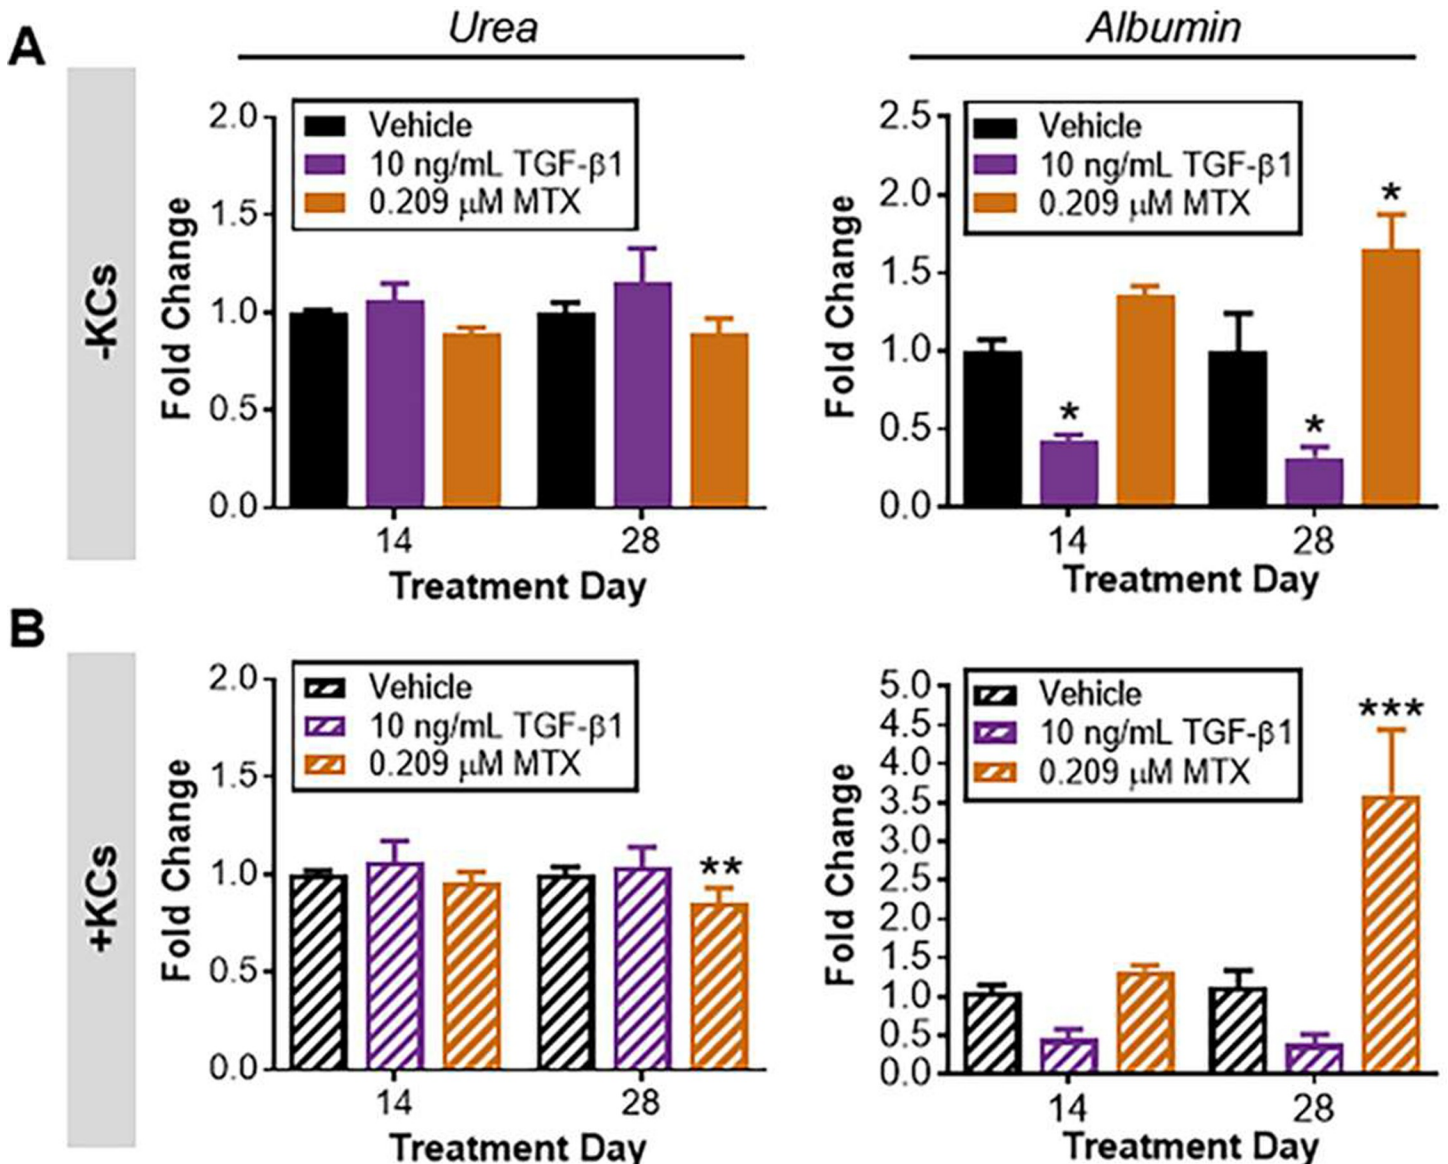 A
Urea
Albumin
-KCs
Fold Change
2.0
1.5
1.0
0.5
0.0
Vehicle
10 ng/mL TGF-β1
0.209 μM MTX
14
28
Treatment Day
Fold Change
2.5
2.0
1.5
1.0
0.5
0.0
Vehicle
10 ng/mL TGF-β1
0.209 μM MTX
*
*
*
14
28
Treatment Day
B
+KCs
Fold Change
2.0
1.5
1.0
0.5
0.0
Vehicle
10 ng/mL TGF-β1
0.209 μM MTX
**
14
28
Treatment Day
Fold Change
5.0
4.5
4.0
3.5
3.0
2.5
2.0
1.5
1.0
0.5
0.0
Vehicle
10 ng/mL TGF-β1
0.209 μM MTX
***
14
28
Treatment Day